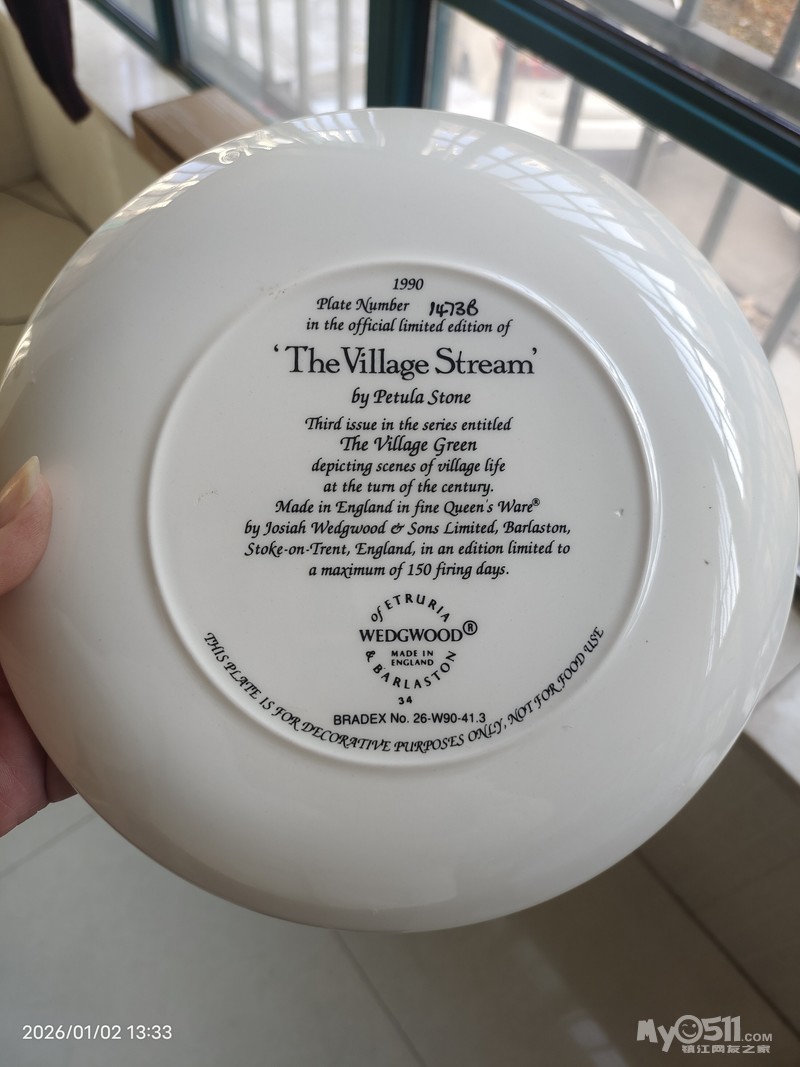 1990
Plate Number 1473B
in the official limited edition of
'The Village Stream'
by Petula Stone
Third issue in the series entitled
The Village Green
depicting scenes of village life
at the turn of the century.
Made in England in fine Queen's Ware®
by Josiah Wedgwood & Sons Limited, Barlaston,
Stoke-on-Trent, England, in an edition limited to
a maximum of 150 firing days.
of ETRURIA
WEDGWOOD®
MADE IN
ENGLAND
& BARLASTON
34
BRADEX No. 26-W90-41.3
THIS PLATE IS FOR DECORATIVE PURPOSES ONLY, NOT FOR FOOD USE
2026/01/02 13:33
My0511.COM
镇江网友之家